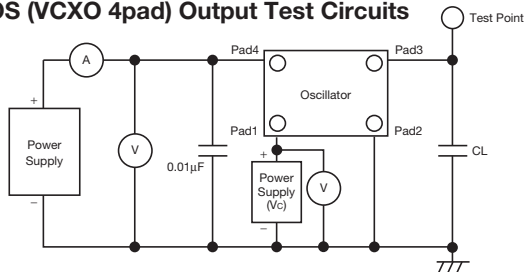 OS (VCXO 4pad) Output Test Circuits
Test Point
A
Pad4
Pad3
Oscillator
+
Power
Supply
−
V
0.01µF
Pad1
Pad2
+
Power
Supply
(Vc)
−
V
CL